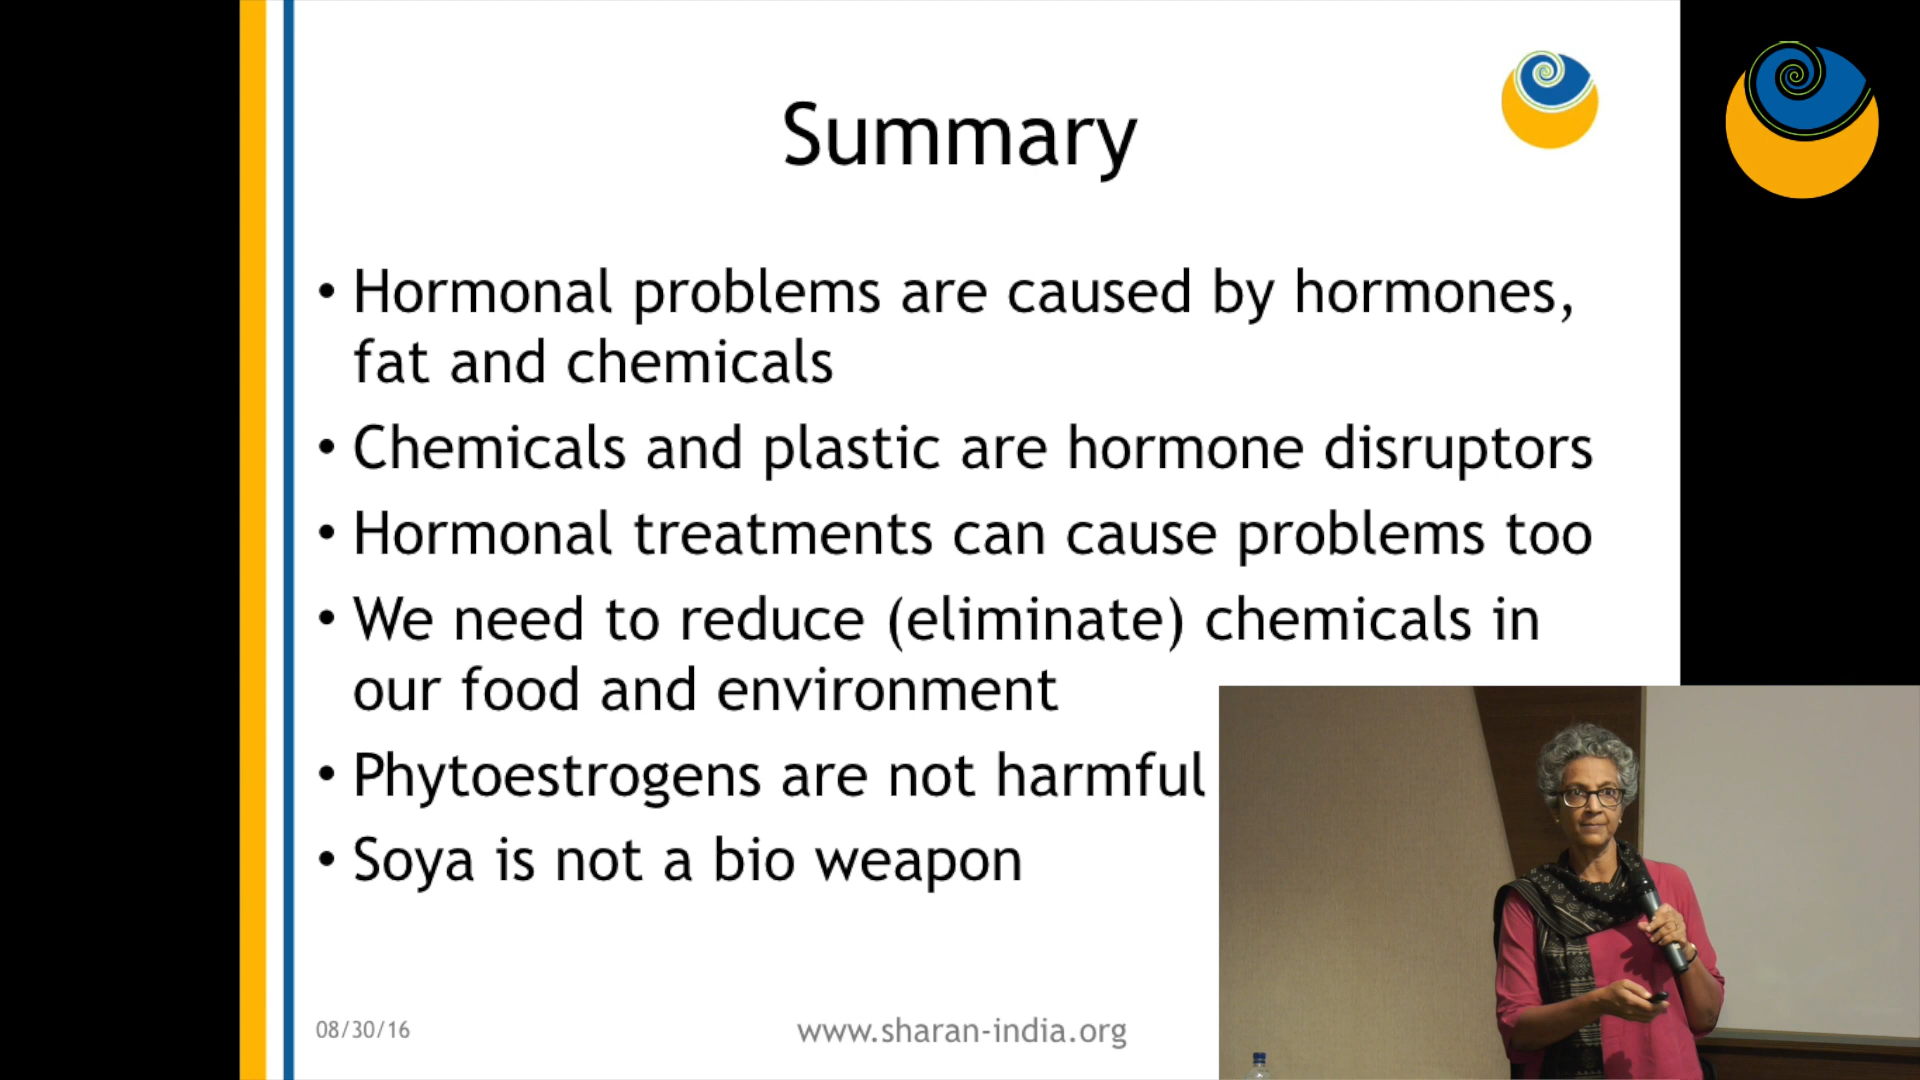 Summary
• Hormonal problems are caused by hormones,
fat and chemicals
• Chemicals and plastic are hormone disruptors
• Hormonal treatments can cause problems too
• We need to reduce (eliminate) chemicals in
our food and environment
• Phytoestrogens are not harmful
• Soya is not a bio weapon
08/30/16
www.sharan-india.org